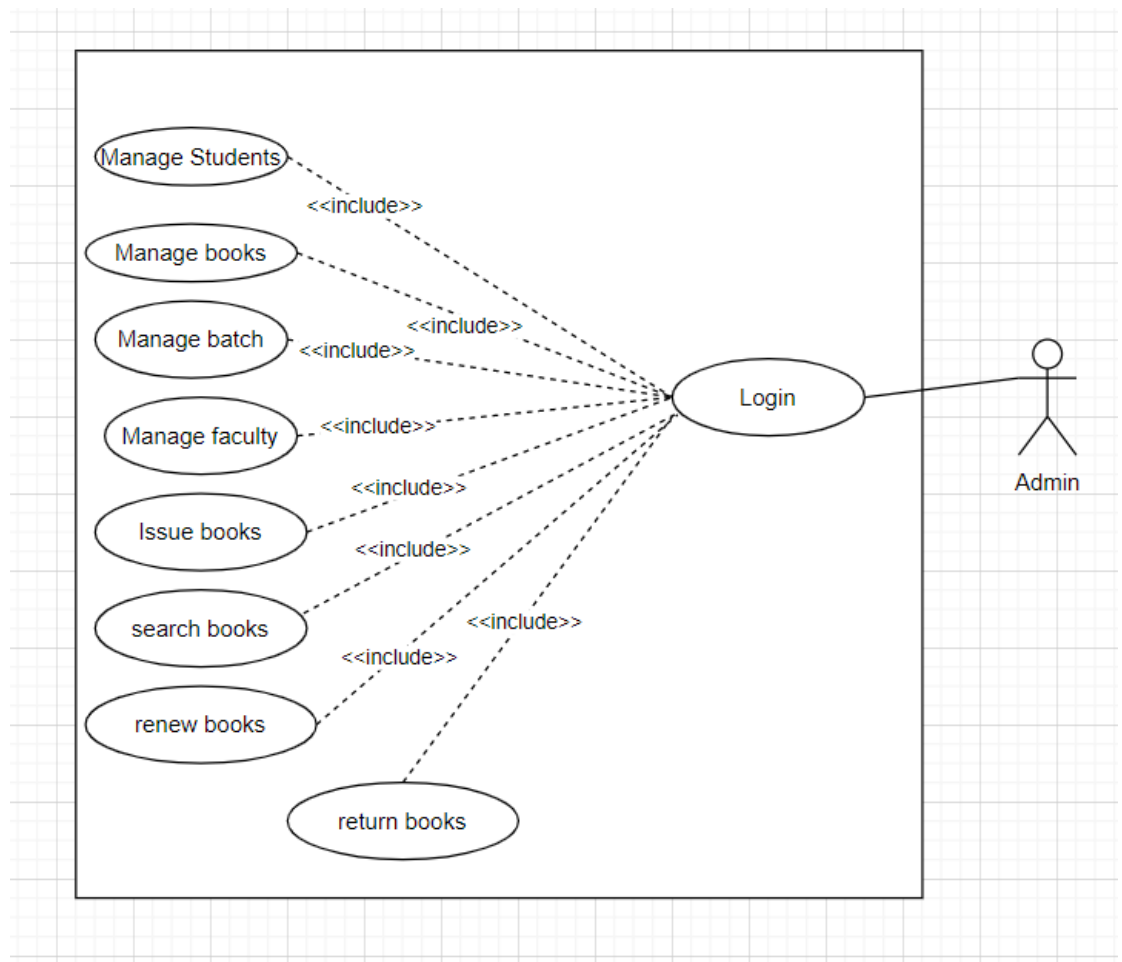 Manage Students
<<include>>
Manage books
<<include>>
Manage batch
<<include>>
Login
Manage faculty
<<include>>
Admin
<<include>>
Issue books
<<include>>
search books
<<include>>
<<include>>
renew books
return books